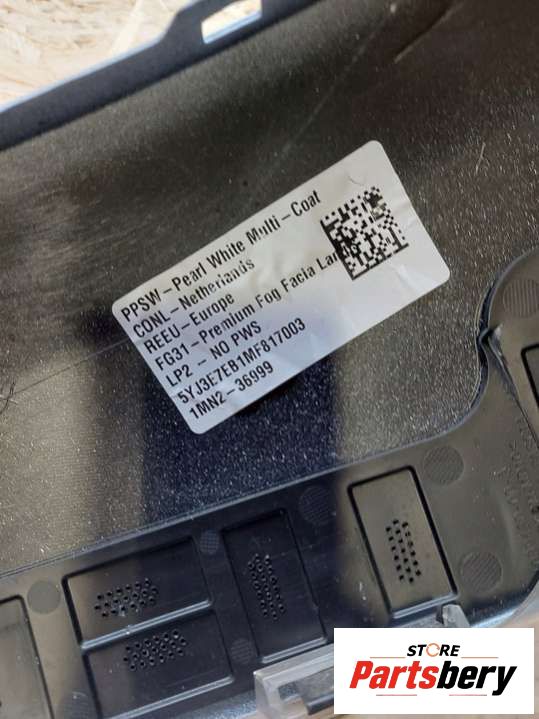 PPSW-Pearl White Multi-Coat
CONL-Netherlands
REEU-Europe
FG31-Premium Fog Facia Lam
LP2 - NO PWS
5YJ3E7EB1MF817003
1MN2-36999
STORE
Partsbery